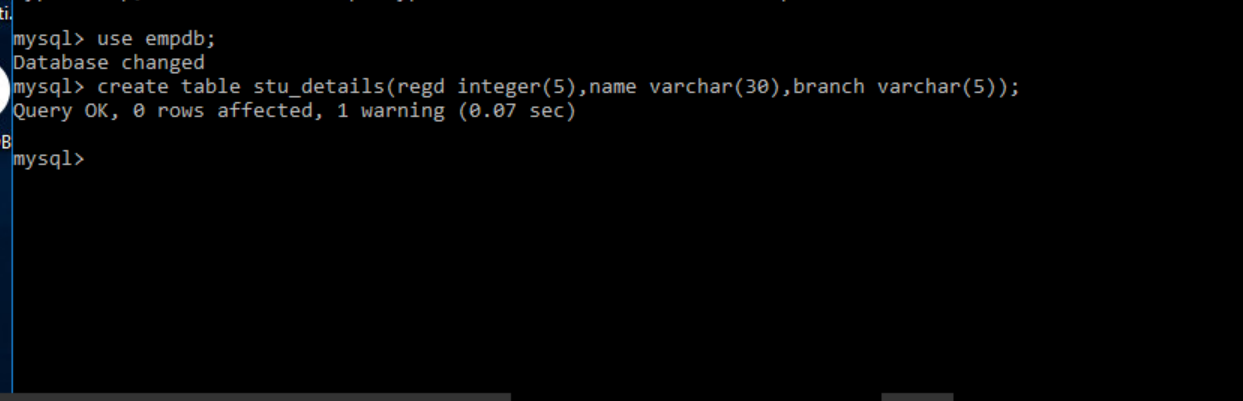 ti.
mysql> use empdb;
Database changed
mysql> create table stu_details(regd integer(5),name varchar(30),branch varchar(5));
Query OK, 0 rows affected, 1 warning (0.07 sec)
B
mysql>